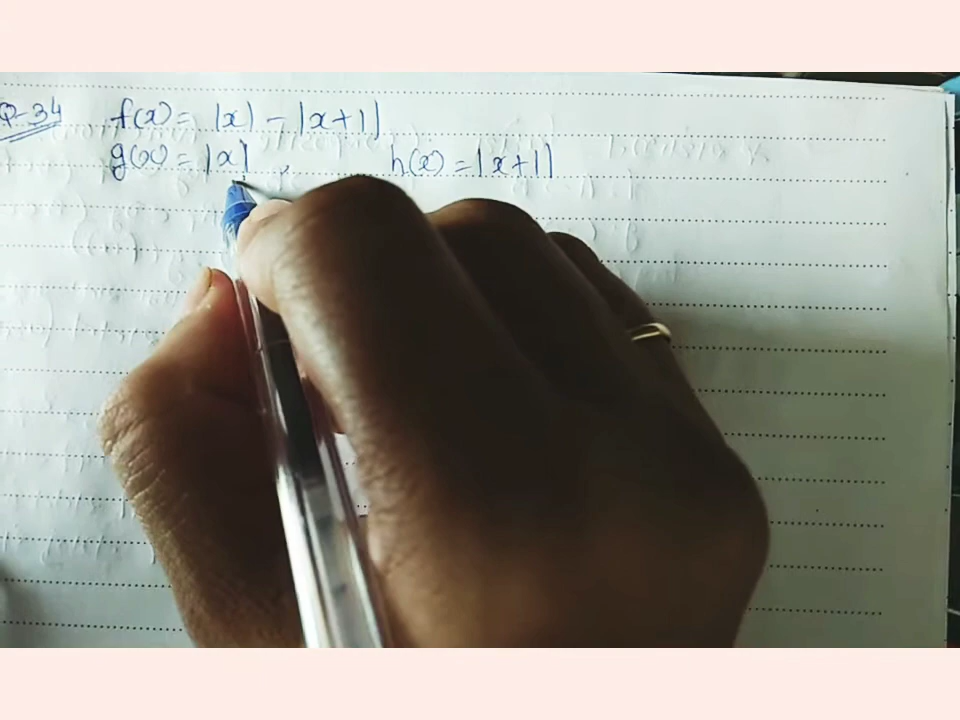 Q-34 f(x) = |x| - |x+1|
g(x) = |x| , h(x) = |x+1|